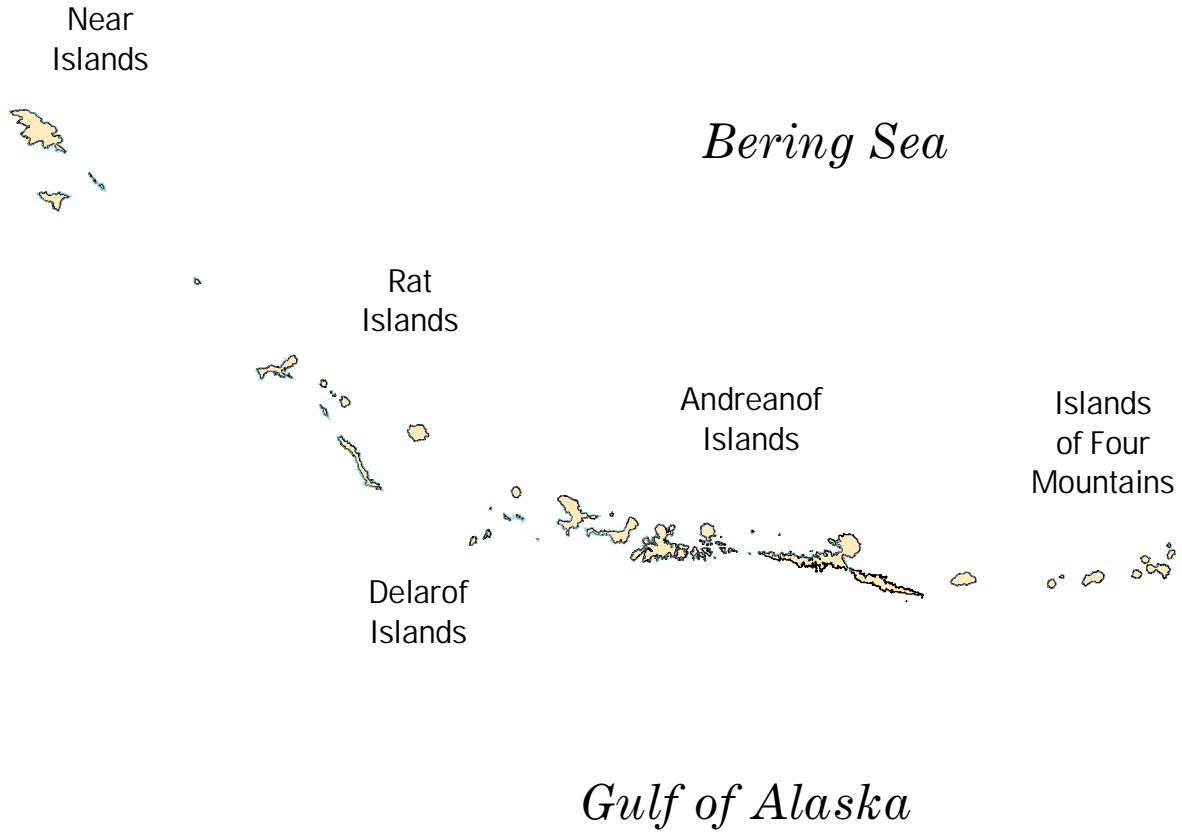 Near
Islands
Bering Sea
Rat
Islands
Andreanof
Islands
Islands
of Four
Mountains
Delarof
Islands
Gulf of Alaska